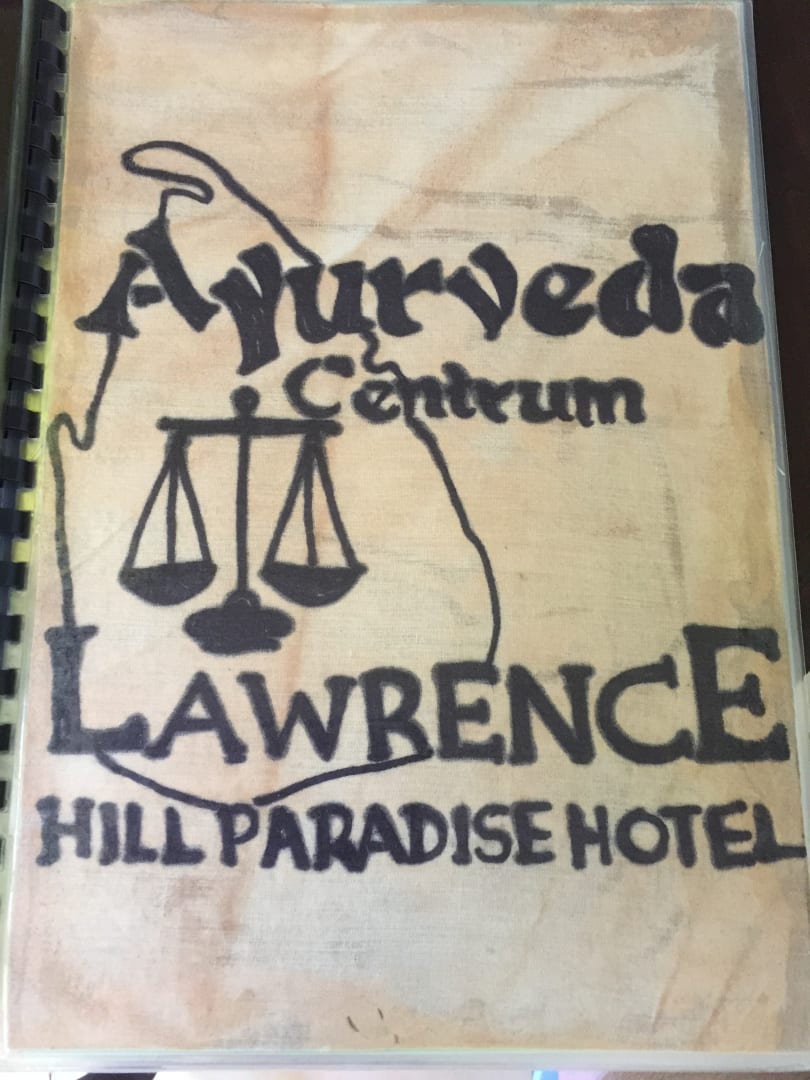 Ayurveda
Centrum
LAWRENCE
HILL PARADISE HOTEL